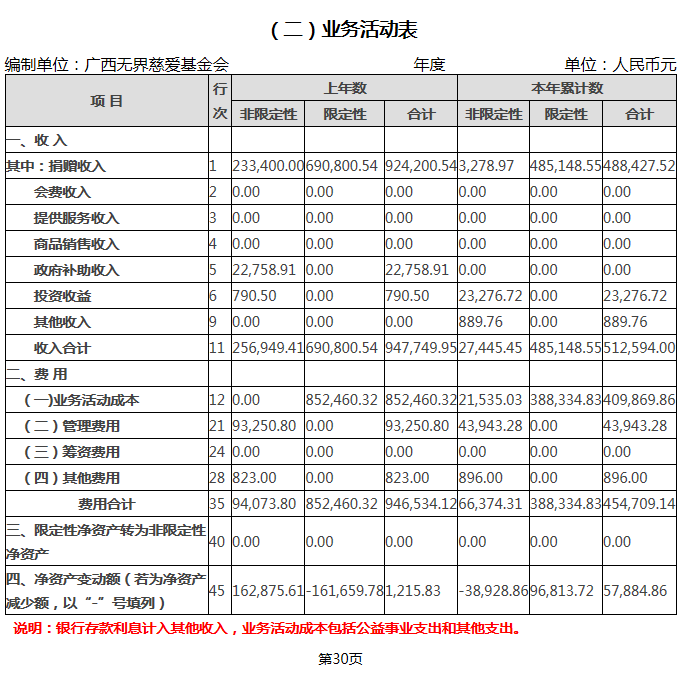 （二）业务活动表
编制单位：广西无界慈爱基金会 年度 单位：人民币元
项 目 行次 上年数 本年累计数
非限定性 限定性 合计 非限定性 限定性 合计
一、收 入
其中：捐赠收入 1 233,400.00 690,800.54 924,200.54 3,278.97 485,148.55 488,427.52
会费收入 2 0.00 0.00 0.00 0.00 0.00 0.00
提供服务收入 3 0.00 0.00 0.00 0.00 0.00 0.00
商品销售收入 4 0.00 0.00 0.00 0.00 0.00 0.00
政府补助收入 5 22,758.91 0.00 22,758.91 0.00 0.00 0.00
投资收益 6 790.50 0.00 790.50 23,276.72 0.00 23,276.72
其他收入 9 0.00 0.00 0.00 889.76 0.00 889.76
收入合计 11 256,949.41 690,800.54 947,749.95 27,445.45 485,148.55 512,594.00
二、费 用
（一)业务活动成本 12 0.00 852,460.32 852,460.32 21,535.03 388,334.83 409,869.86
（二）管理费用 21 93,250.80 0.00 93,250.80 43,943.28 0.00 43,943.28
（三）筹资费用 24 0.00 0.00 0.00 0.00 0.00 0.00
（四）其他费用 28 823.00 0.00 823.00 896.00 0.00 896.00
费用合计 35 94,073.80 852,460.32 946,534.12 66,374.31 388,334.83 454,709.14
三、限定性净资产转为非限定性
净资产 40 0.00 0.00 0.00 0.00 0.00 0.00
四、净资产变动额（若为净资产
减少额，以“-”号填列） 45 162,875.61 -161,659.78 1,215.83 -38,928.86 96,813.72 57,884.86
说明：银行存款利息计入其他收入，业务活动成本包括公益事业支出和其他支出。
第30页